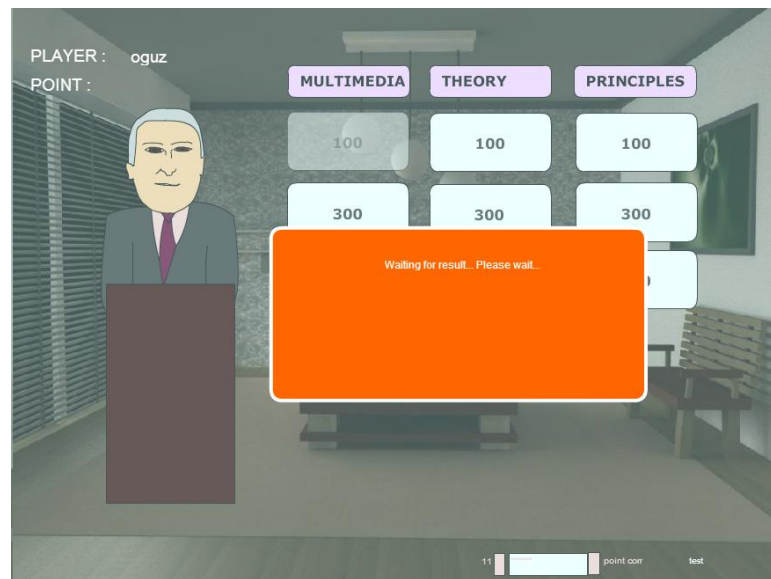 PLAYER : oguz
POINT :
MULTIMEDIA THEORY PRINCIPLES
100 100 100
300 300 300
Waiting for result... Please wait...
11 point corr test